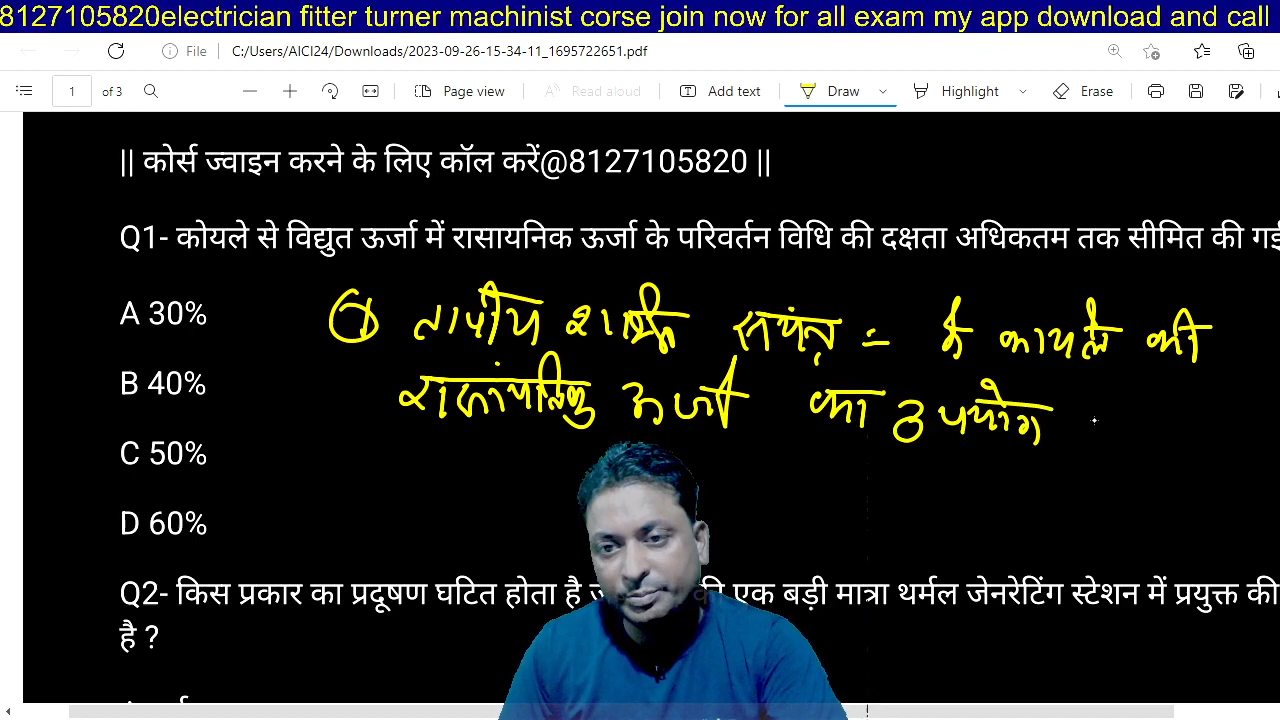 8127105820electrician fitter turner machinist corse join now for all exam my app download and call
File C:/Users/AICI24/Downloads/2023-09-26-15-34-11_1695722651.pdf
1 of 3 Page view Read aloud Add text Draw Highlight Erase
|| कोर्स ज्वाइन करने के लिए कॉल करें@8127105820 ||
Q1- कोयले से विद्युत ऊर्जा में रासायनिक ऊर्जा के परिवर्तन विधि की दक्षता अधिकतम तक सीमित की गई
A 30%
तापीय शक्ति सयंत्र = में कायले की
B 40%
ऊर्जा का उपयोग
C 50%
D 60%
Q2- किस प्रकार का प्रदूषण घटित होता है की एक बड़ी मात्रा थर्मल जेनरेटिंग स्टेशन में प्रयुक्त की
है ?